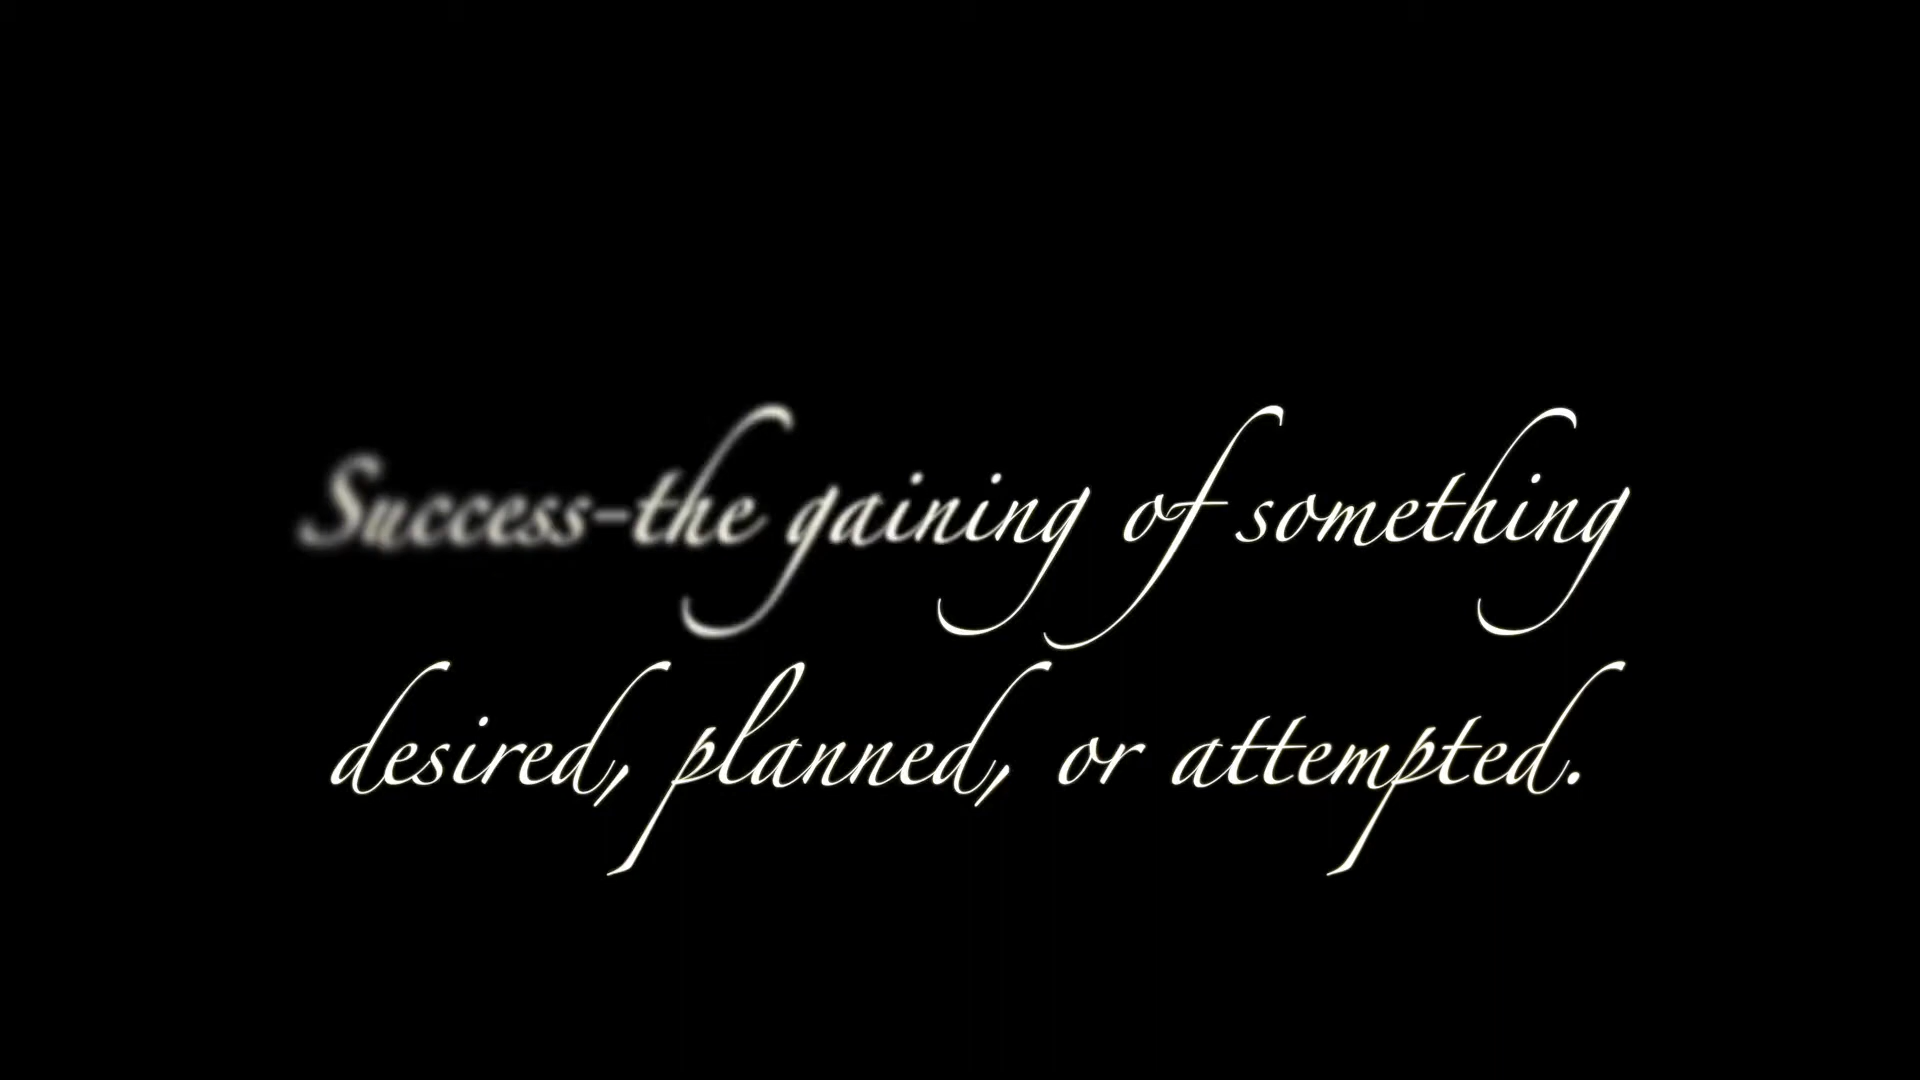 Success-the gaining of something
desired, planned, or attempted.